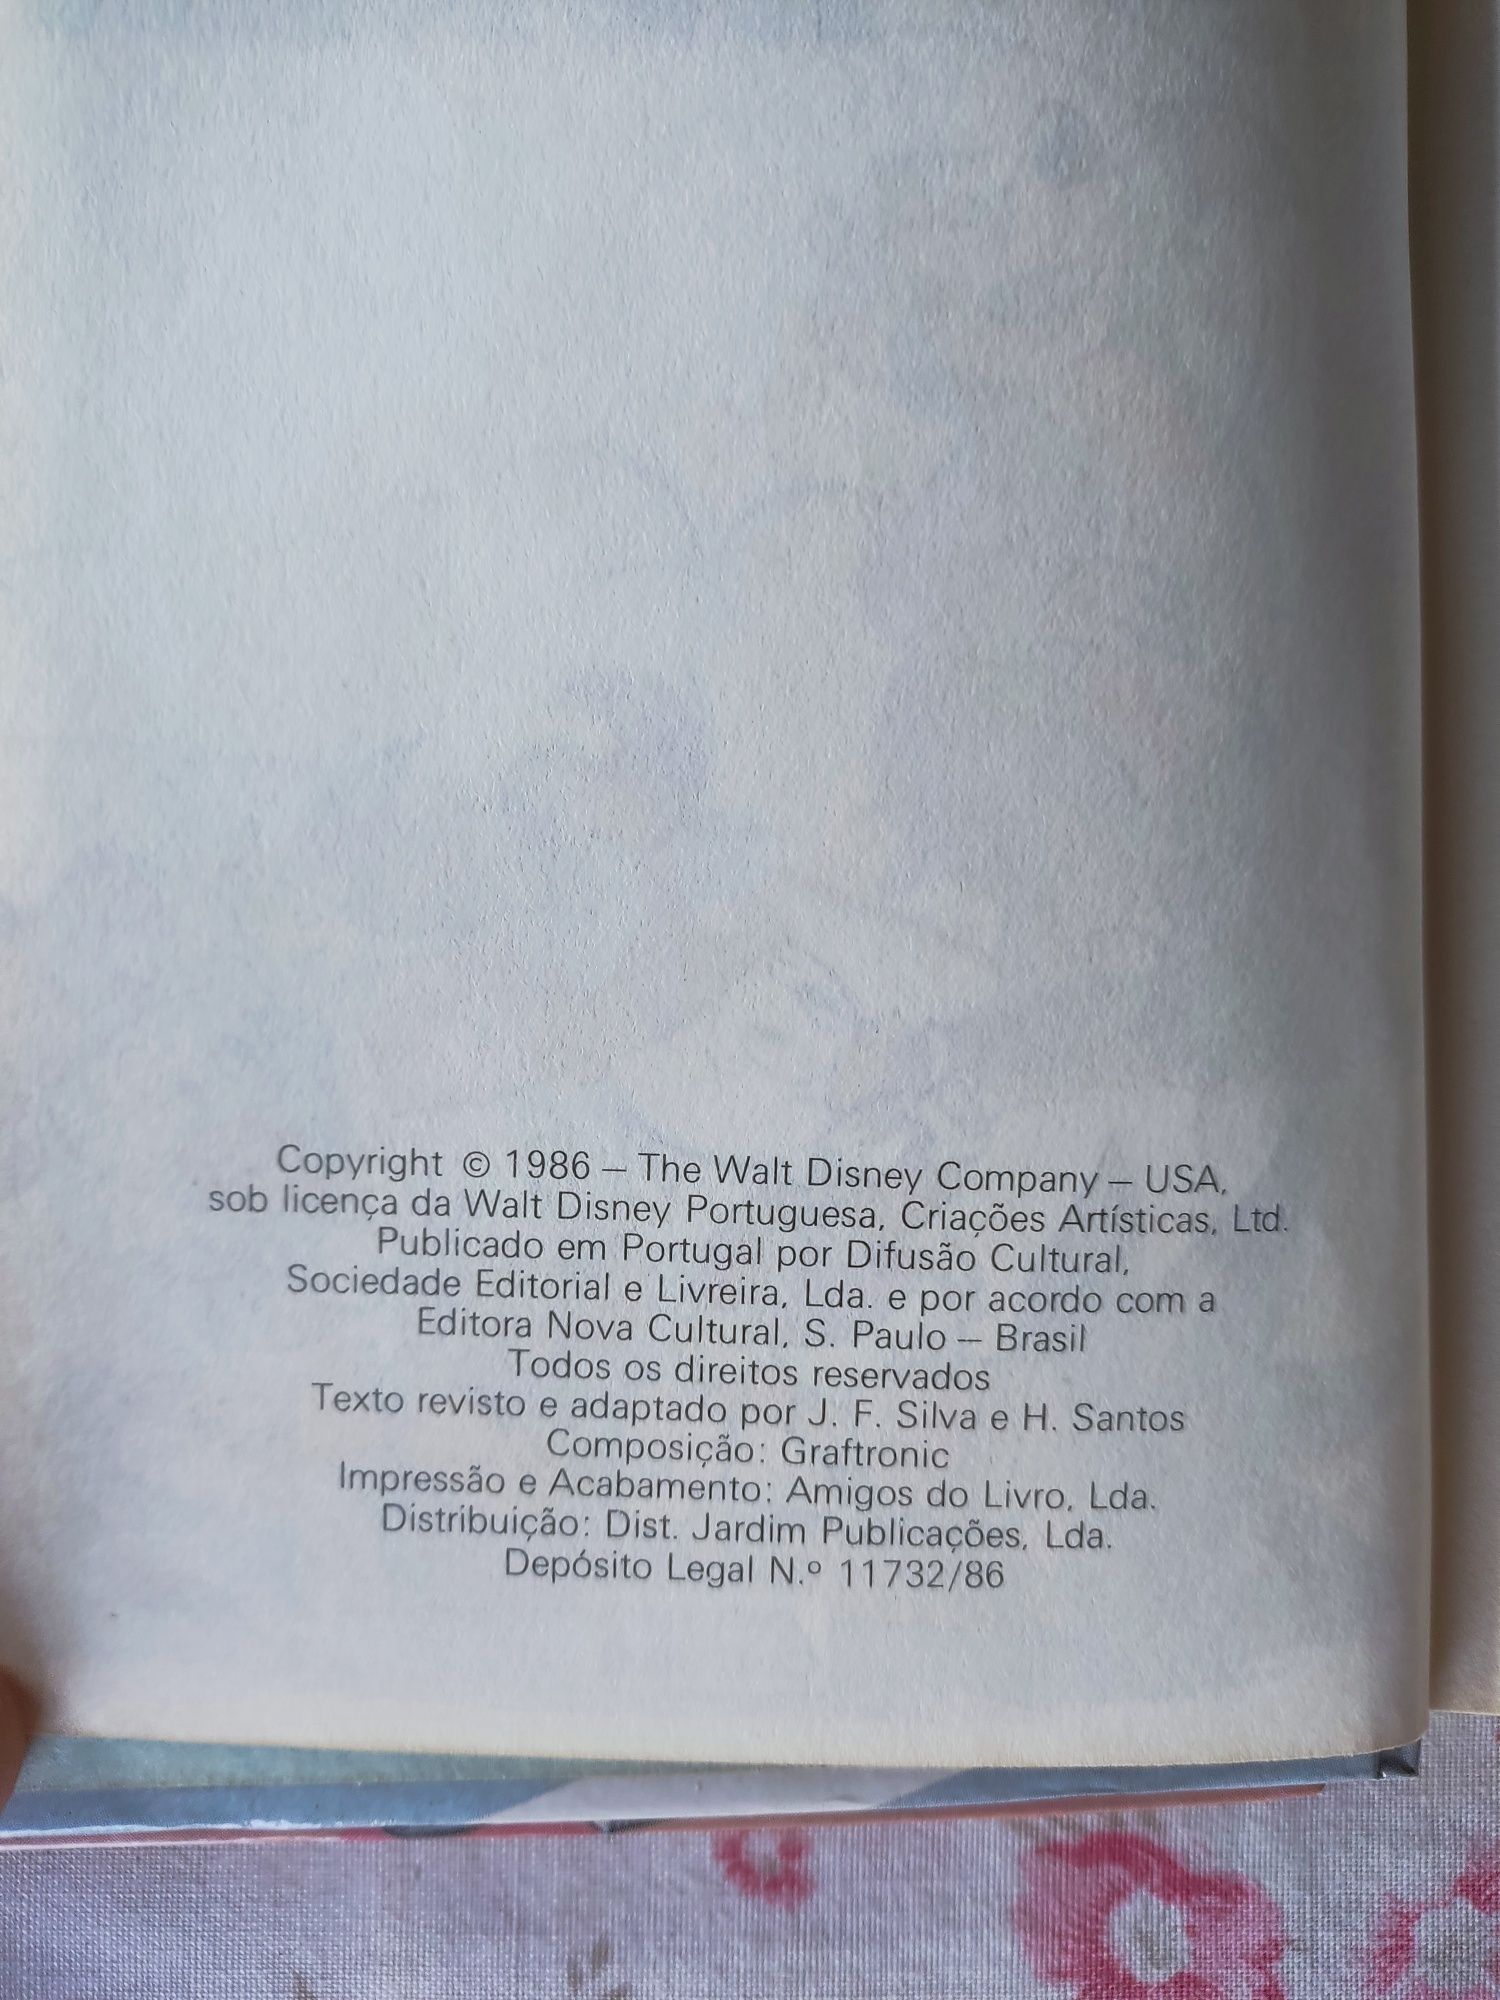 Copyright © 1986 – The Walt Disney Company – USA,
sob licença da Walt Disney Portuguesa, Criações Artísticas, Ltd.
Publicado em Portugal por Difusão Cultural,
Sociedade Editorial e Livreira, Lda. e por acordo com a
Editora Nova Cultural, S. Paulo – Brasil
Todos os direitos reservados
Texto revisto e adaptado por J. F. Silva e H. Santos
Composição: Graftronic
Impressão e Acabamento: Amigos do Livro, Lda.
Distribuição: Dist. Jardim Publicações, Lda.
Depósito Legal N.º 11732/86